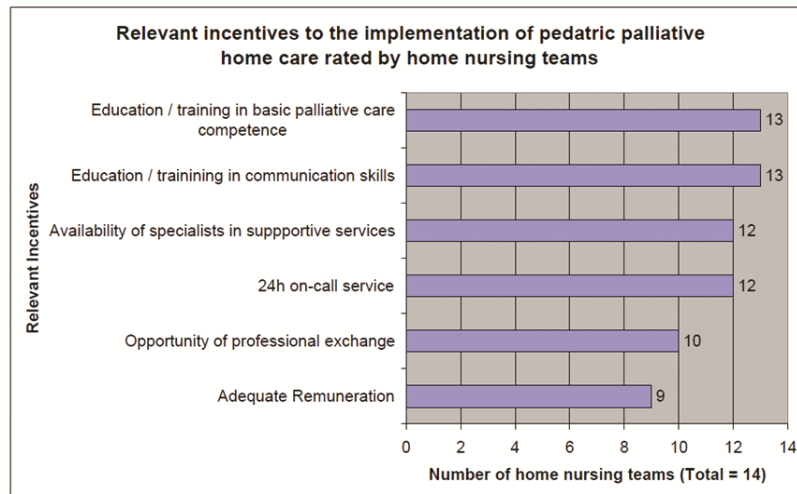 Relevant incentives to the implementation of pediatric palliative
home care rated by home nursing teams
Relevant Incentives
Education / training in basic palliative care
competence
13
Education / trainining in communication skills
13
Availability of specialists in suppportive services
12
24h on-call service
12
Opportunity of professional exchange
10
Adequate Remuneration
9
0 2 4 6 8 10 12 14
Number of home nursing teams (Total = 14)